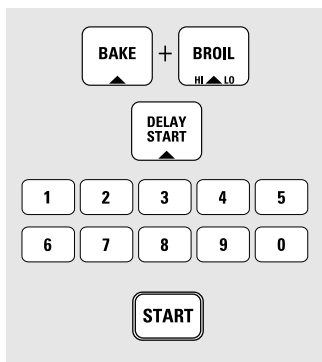 BAKE + BROIL
HI LO
DELAY
START
1 2 3 4 5
6 7 8 9 0
START